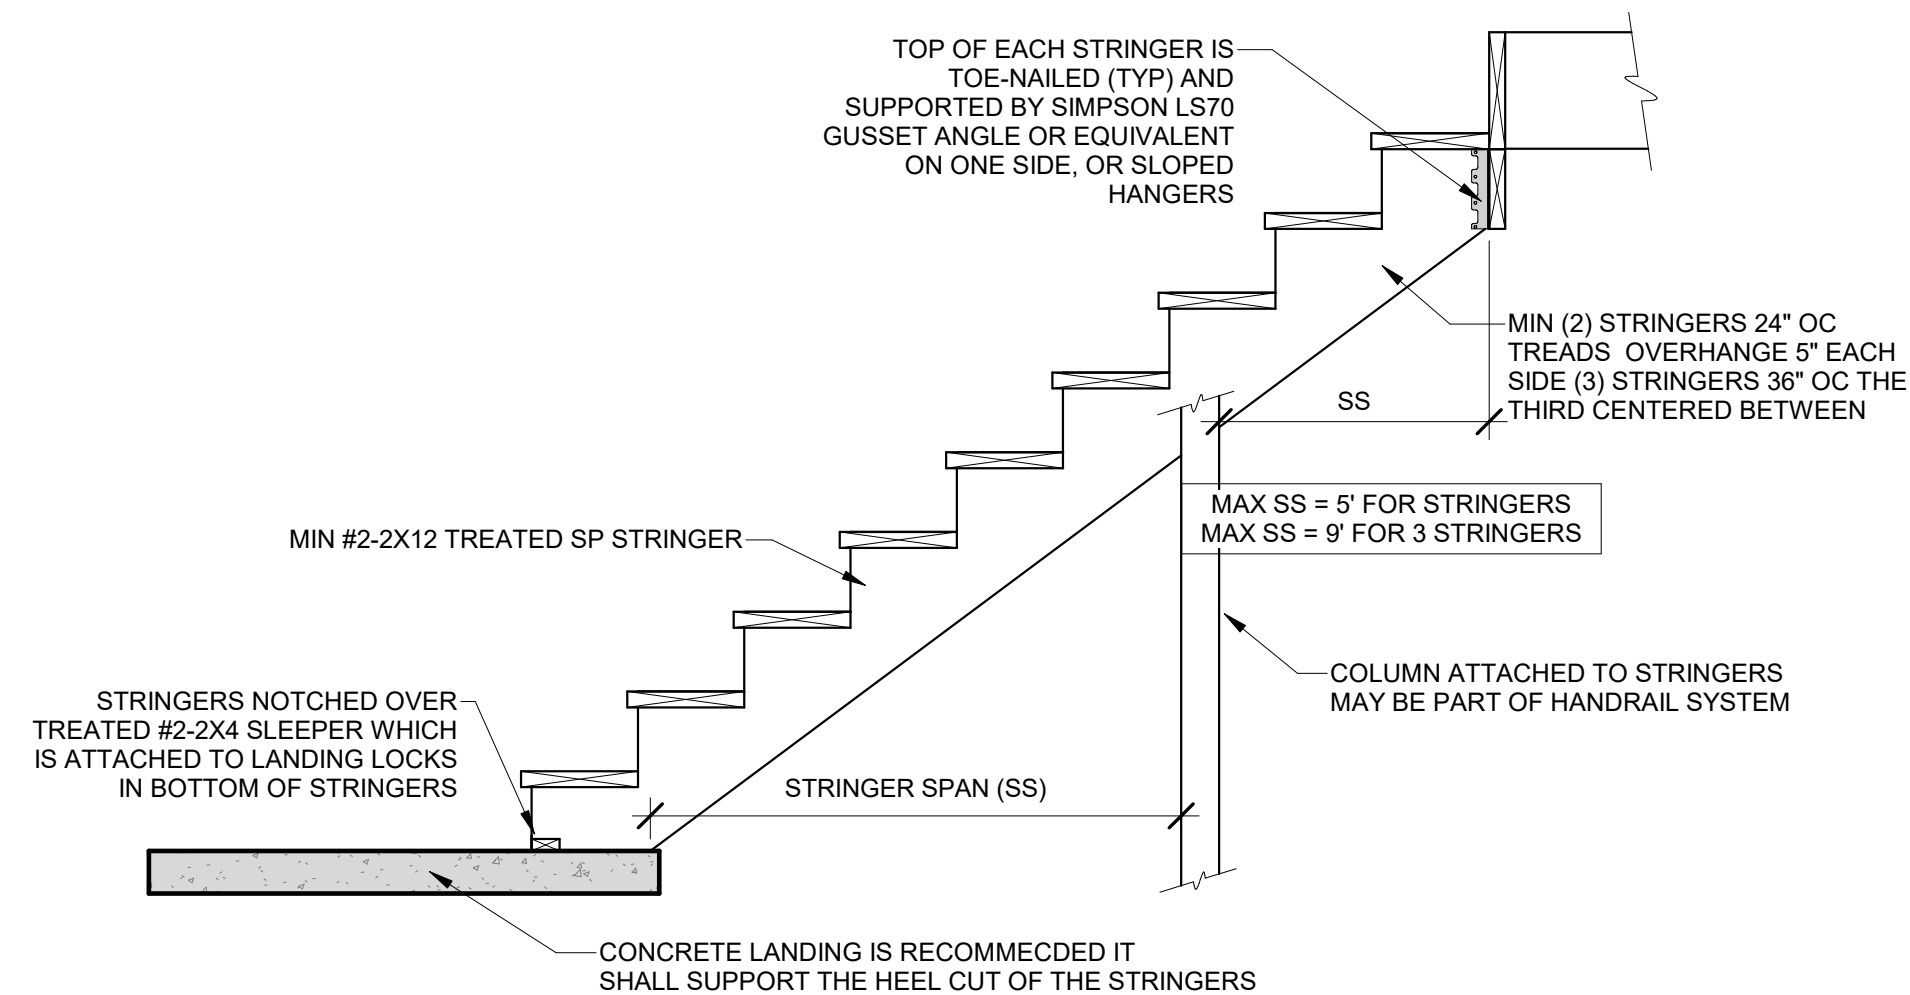 TOP OF EACH STRINGER IS
TOE-NAILED (TYP) AND
SUPPORTED BY SIMPSON LS70
GUSSET ANGLE OR EQUIVALENT
ON ONE SIDE, OR SLOPED
HANGERS
MIN (2) STRINGERS 24" OC
TREADS OVERHANGE 5" EACH
SIDE (3) STRINGERS 36" OC THE
THIRD CENTERED BETWEEN
SS
MAX SS = 5' FOR STRINGERS
MAX SS = 9' FOR 3 STRINGERS
MIN #2-2X12 TREATED SP STRINGER
COLUMN ATTACHED TO STRINGERS
MAY BE PART OF HANDRAIL SYSTEM
STRINGERS NOTCHED OVER
TREATED #2-2X4 SLEEPER WHICH
IS ATTACHED TO LANDING LOCKS
IN BOTTOM OF STRINGERS
STRINGER SPAN (SS)
CONCRETE LANDING IS RECOMMECDED IT
SHALL SUPPORT THE HEEL CUT OF THE STRINGERS